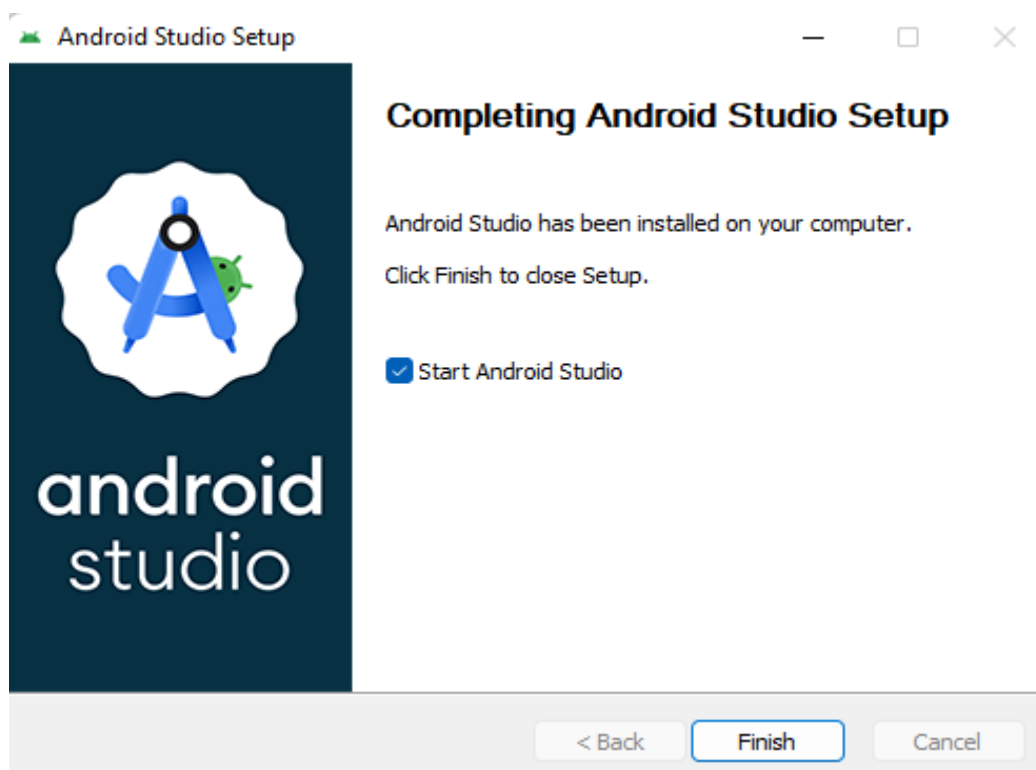 Android Studio Setup
Completing Android Studio Setup
Android Studio has been installed on your computer.
Click Finish to close Setup.
Start Android Studio
android
studio
< Back
Finish
Cancel